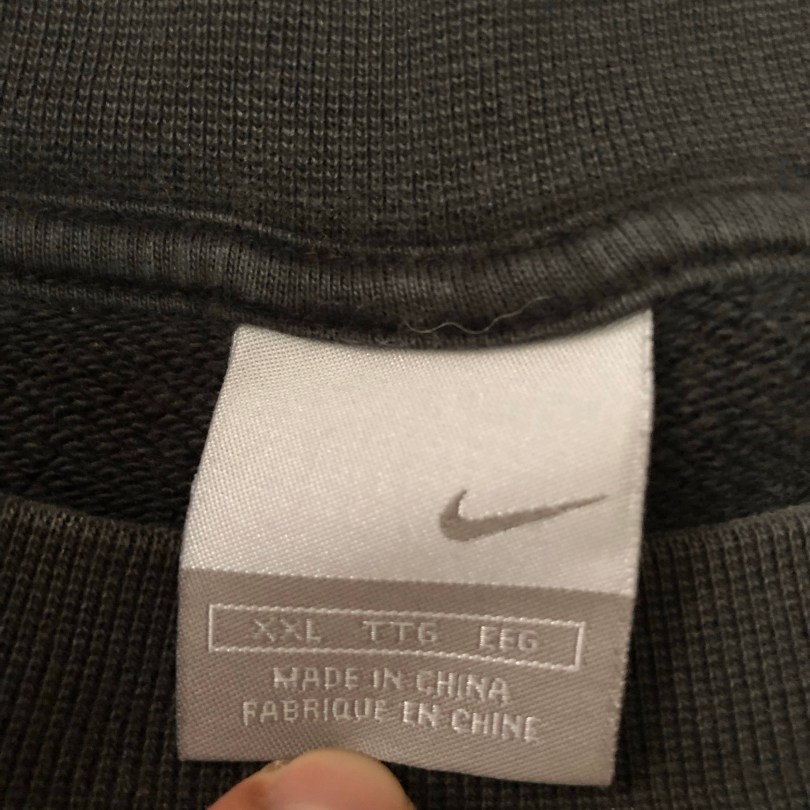 XXL TTG EEG
MADE IN CHINA
FABRIQUE EN CHINE